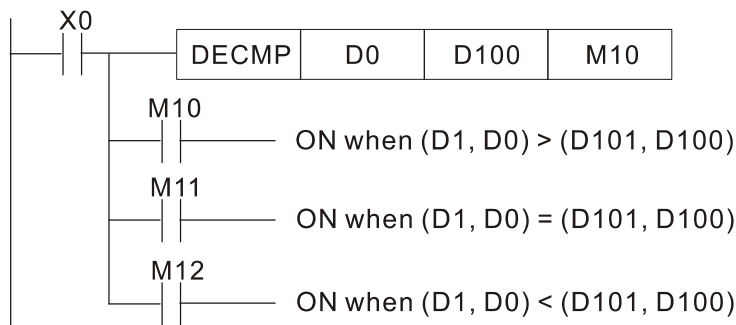 X0
DECMP D0 D100 M10
M10
ON when (D1, D0) > (D101, D100)
M11
ON when (D1, D0) = (D101, D100)
M12
ON when (D1, D0) < (D101, D100)